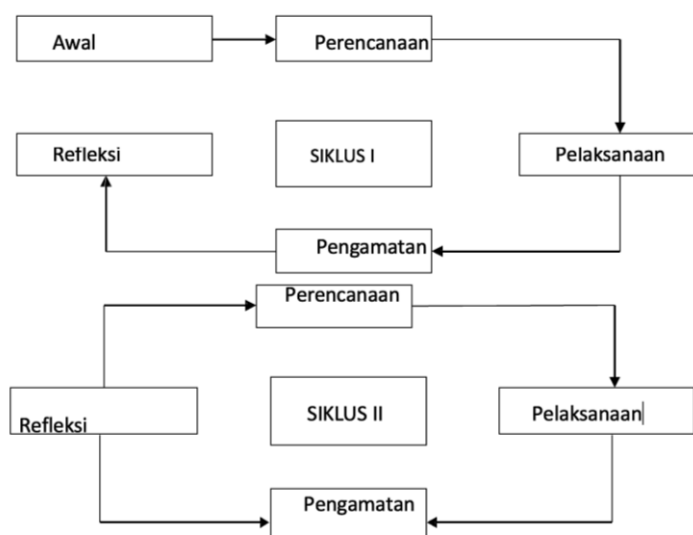 Awal
Perencanaan
Refleksi
SIKLUS I
Pelaksanaan
Pengamatan
Perencanaan
Refleksi
SIKLUS II
Pelaksanaan
Pengamatan